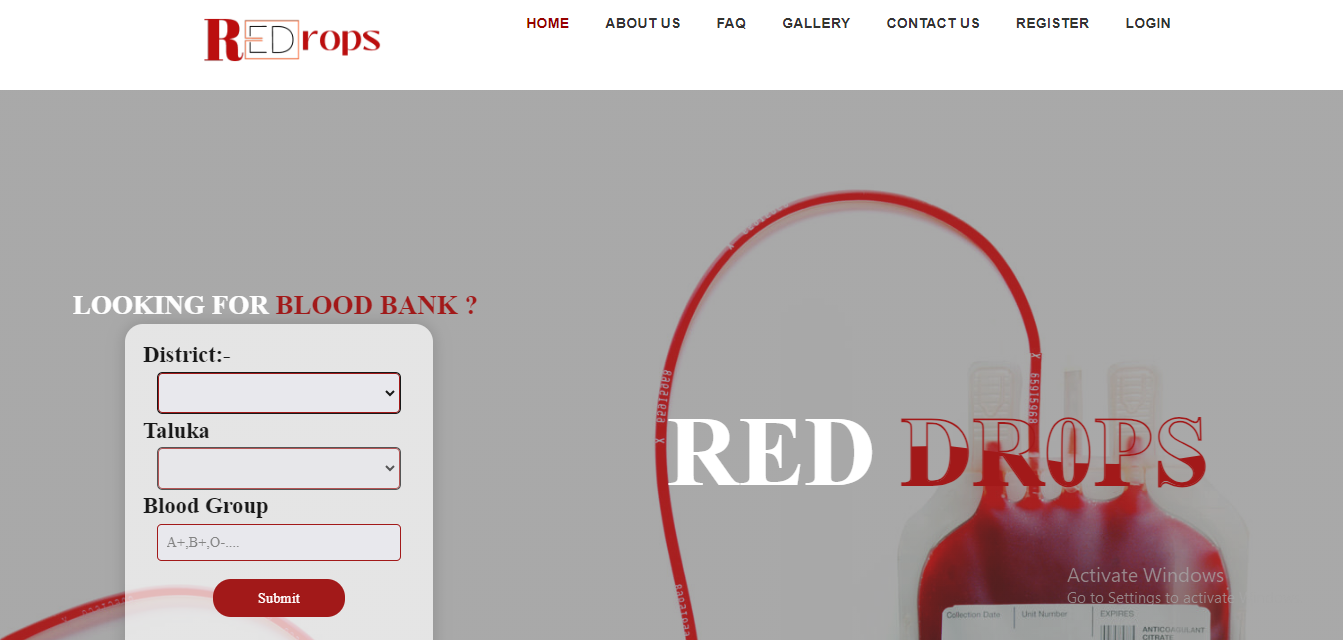 REDrops
HOME ABOUT US FAQ GALLERY CONTACT US REGISTER LOGIN
LOOKING FOR BLOOD BANK ?
District:-
Taluka
Blood Group
A+,B+,O-....
Submit
RED DR0PS
Activate Windows
Go to Settings to activate
Collection Date
Unit Number
EXPIRES
ANTICOAGULANT
CITRATE